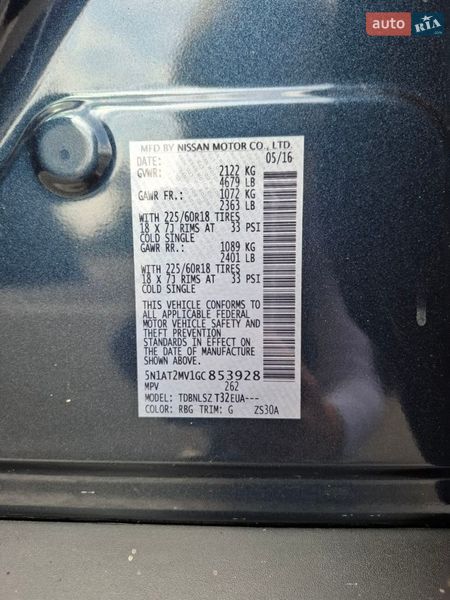 auto RIA.com
MFD BY NISSAN MOTOR CO., LTD.
DATE: 05/16
GVWR: 2122 KG
4679 LB
GAWR FR.: 1072 KG
2363 LB
WITH 225/60R18 TIRES
18 X 7J RIMS AT 33 PSI
COLD SINGLE
GAWR RR.: 1089 KG
2401 LB
WITH 225/60R18 TIRES
18 X 7J RIMS AT 33 PSI
COLD SINGLE
THIS VEHICLE CONFORMS TO
ALL APPLICABLE FEDERAL
MOTOR VEHICLE SAFETY AND
THEFT PREVENTION
STANDARDS IN EFFECT ON
THE DATE OF MANUFACTURE
SHOWN ABOVE.
5N1AT2MV1GC853928
MPV 262
MODEL: TDBNLSZ T32EUA---
COLOR: RBG TRIM: G ZS30A